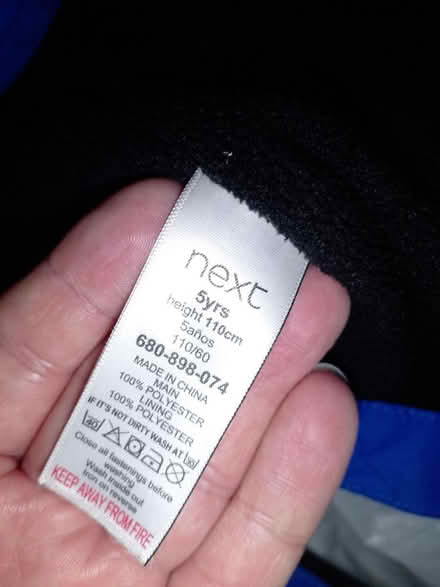 next
5yrs
height 110cm
5años
110/60
680-898-074
MADE IN CHINA
MAIN
100% POLYESTER
LINING
100% POLYESTER
IF IT'S NOT DIRTY WASH AT 30
30
Close all fastenings before
washing
Wash inside out
Iron on reverse
KEEP AWAY FROM FIRE